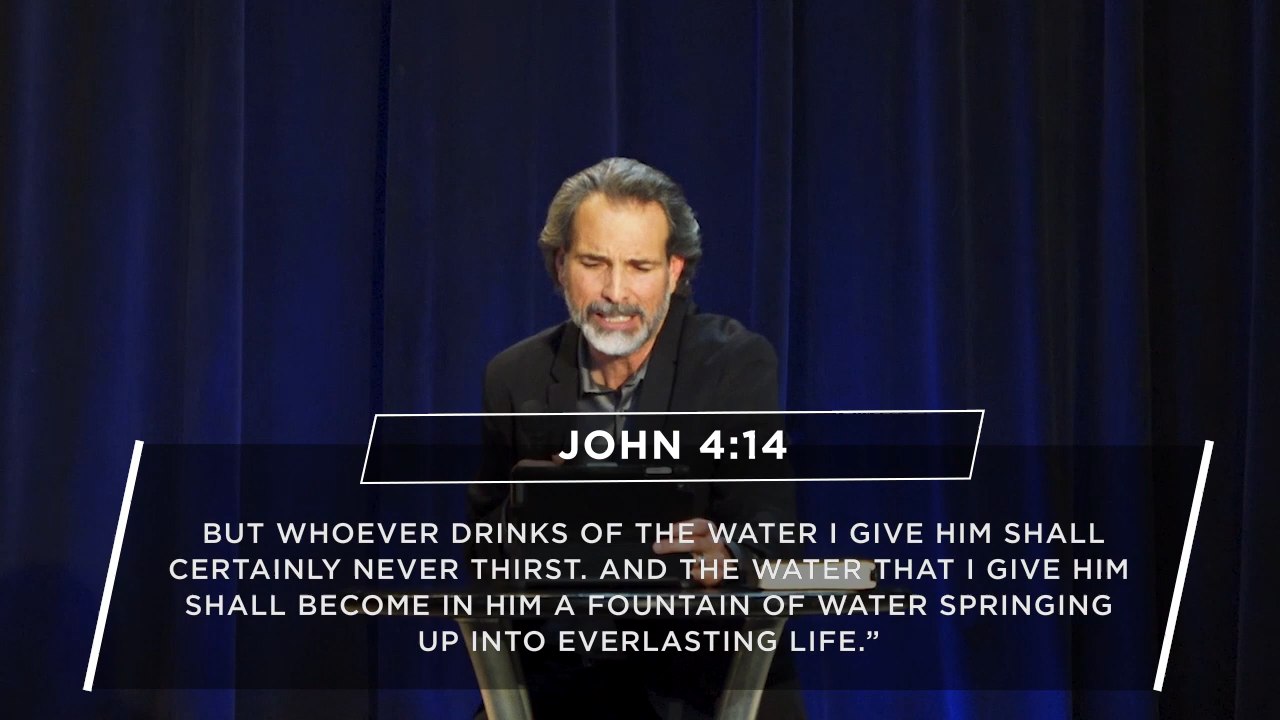 JOHN 4:14
BUT WHOEVER DRINKS OF THE WATER I GIVE HIM SHALL
CERTAINLY NEVER THIRST. AND THE WATER THAT I GIVE HIM
SHALL BECOME IN HIM A FOUNTAIN OF WATER SPRINGING
UP INTO EVERLASTING LIFE.”